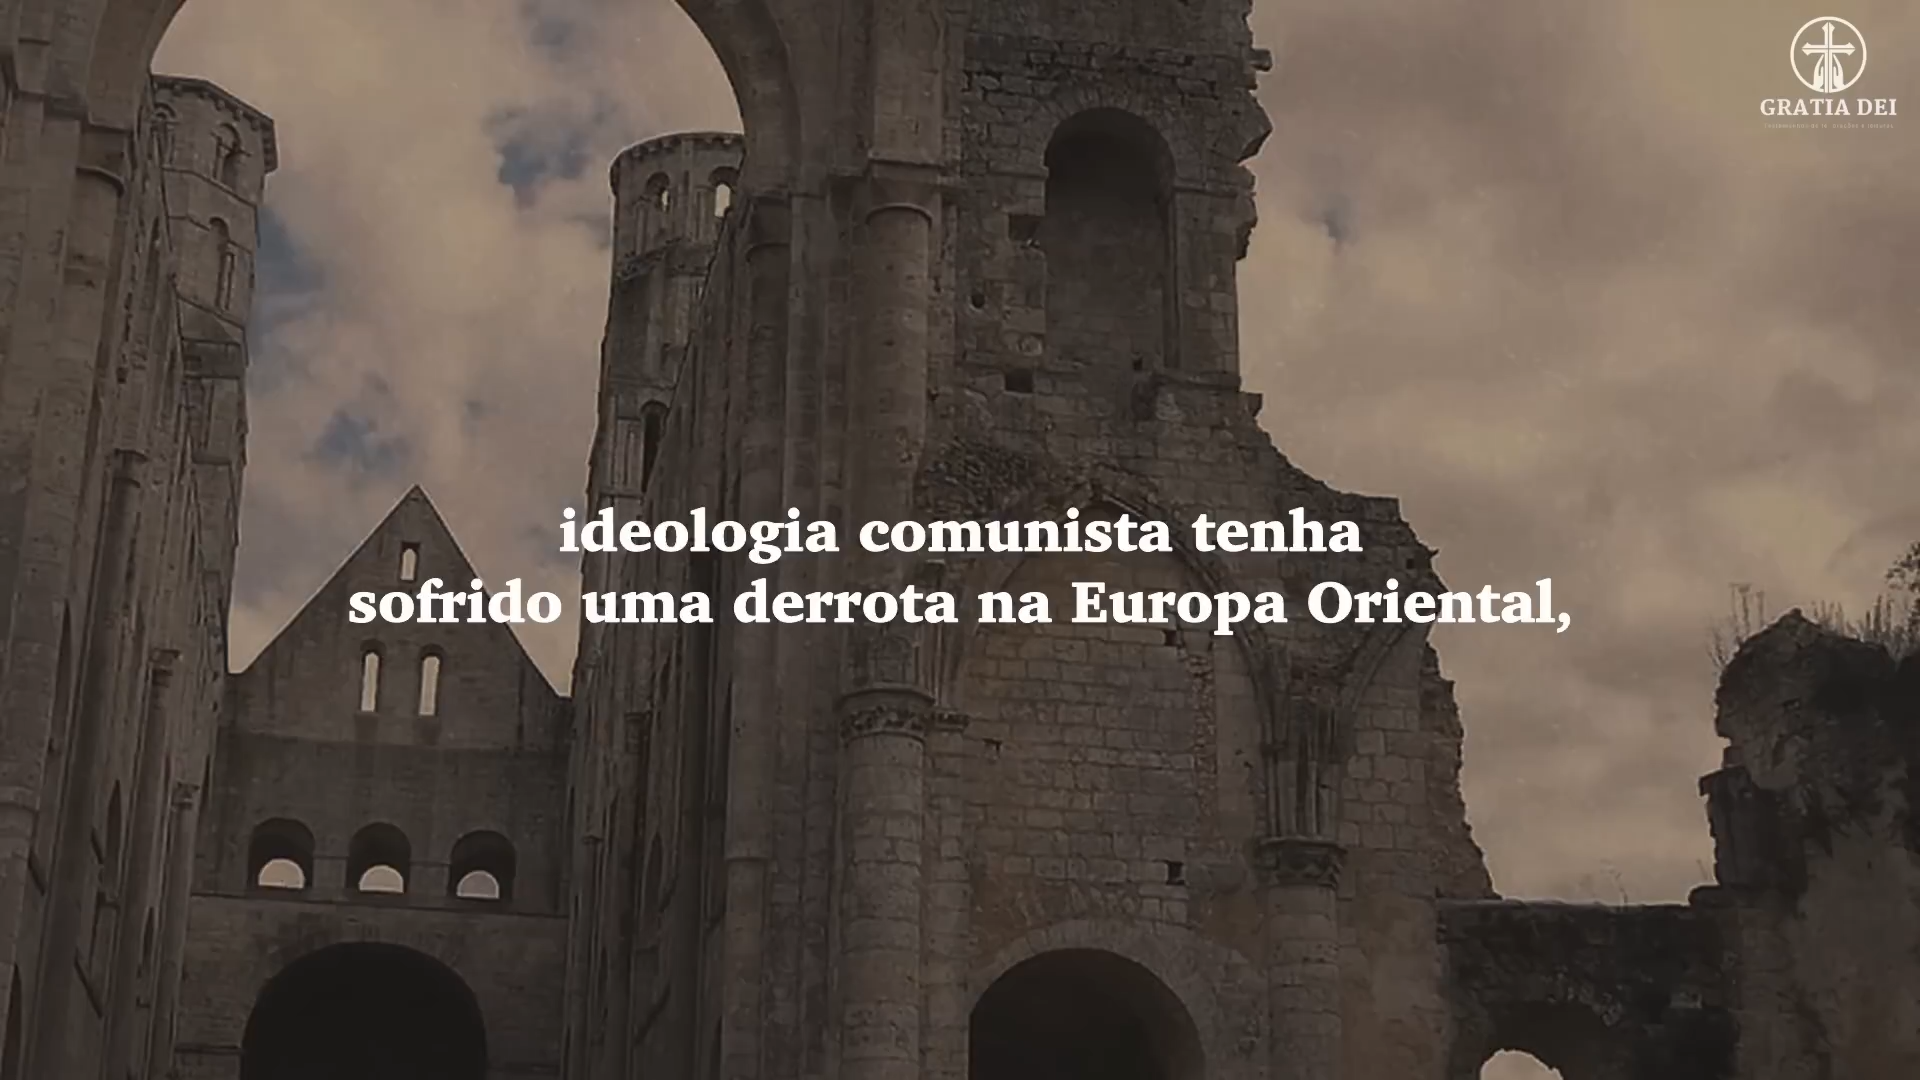 GRATIA DEI
ideologia comunista tenha
sofrido uma derrota na Europa Oriental,